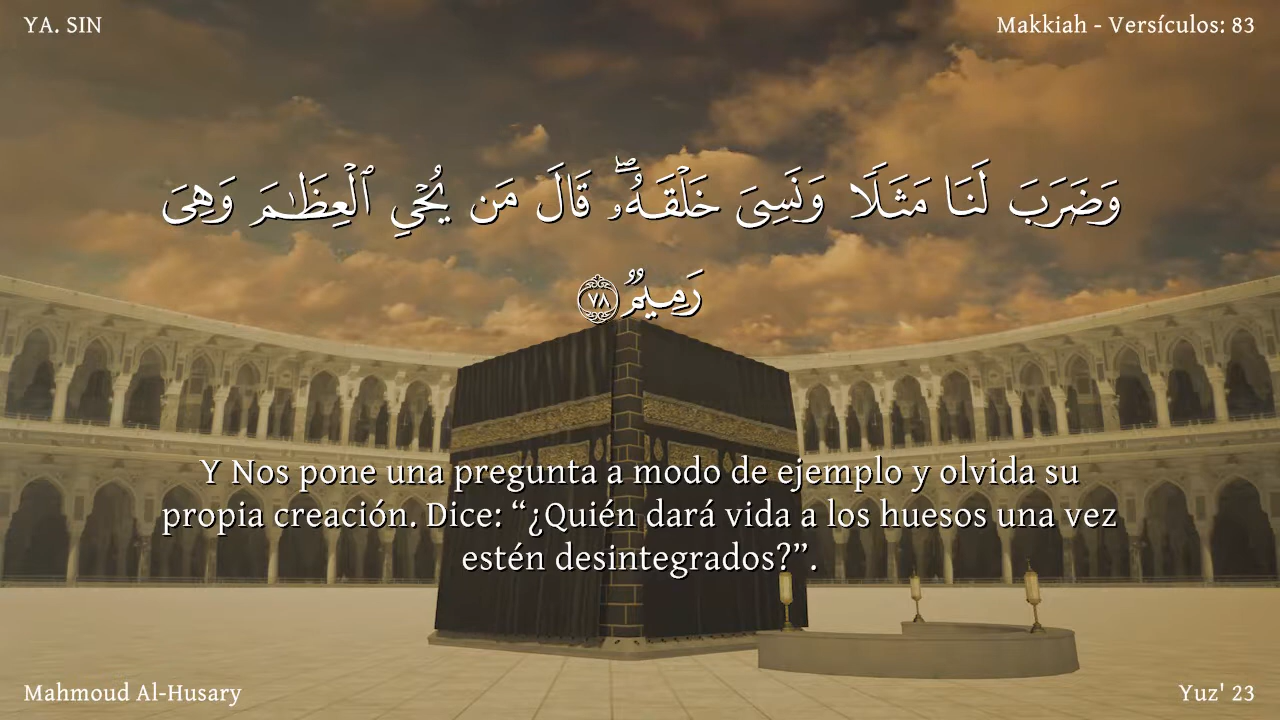 YA. SIN
Makkiah - Versículos: 83
وَضَرَبَ لَنَا مَثَلًا وَنَسِىَ خَلْقَهُۥ ۖ قَالَ مَن يُحْىِ ٱلْعِظَـٰمَ وَهِىَ
رَمِيمٌ ٧٨
Y Nos pone una pregunta a modo de ejemplo y olvida su
propia creación. Dice: “¿Quién dará vida a los huesos una vez
estén desintegrados?”.
Mahmoud Al-Husary
Yuz' 23